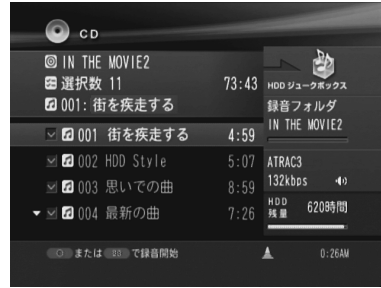 CD
IN THE MOVIE2
選択数 11 73:43
001: 街を疾走する
HDD ジュークボックス
録音フォルダ
IN THE MOVIE2
001 街を疾走する 4:59
002 HDD Style 5:07
003 思いでの曲 8:59
004 最新の曲 7:26
ATRAC3
132kbps
HDD
残量 620時間
または で録音開始
0:26AM